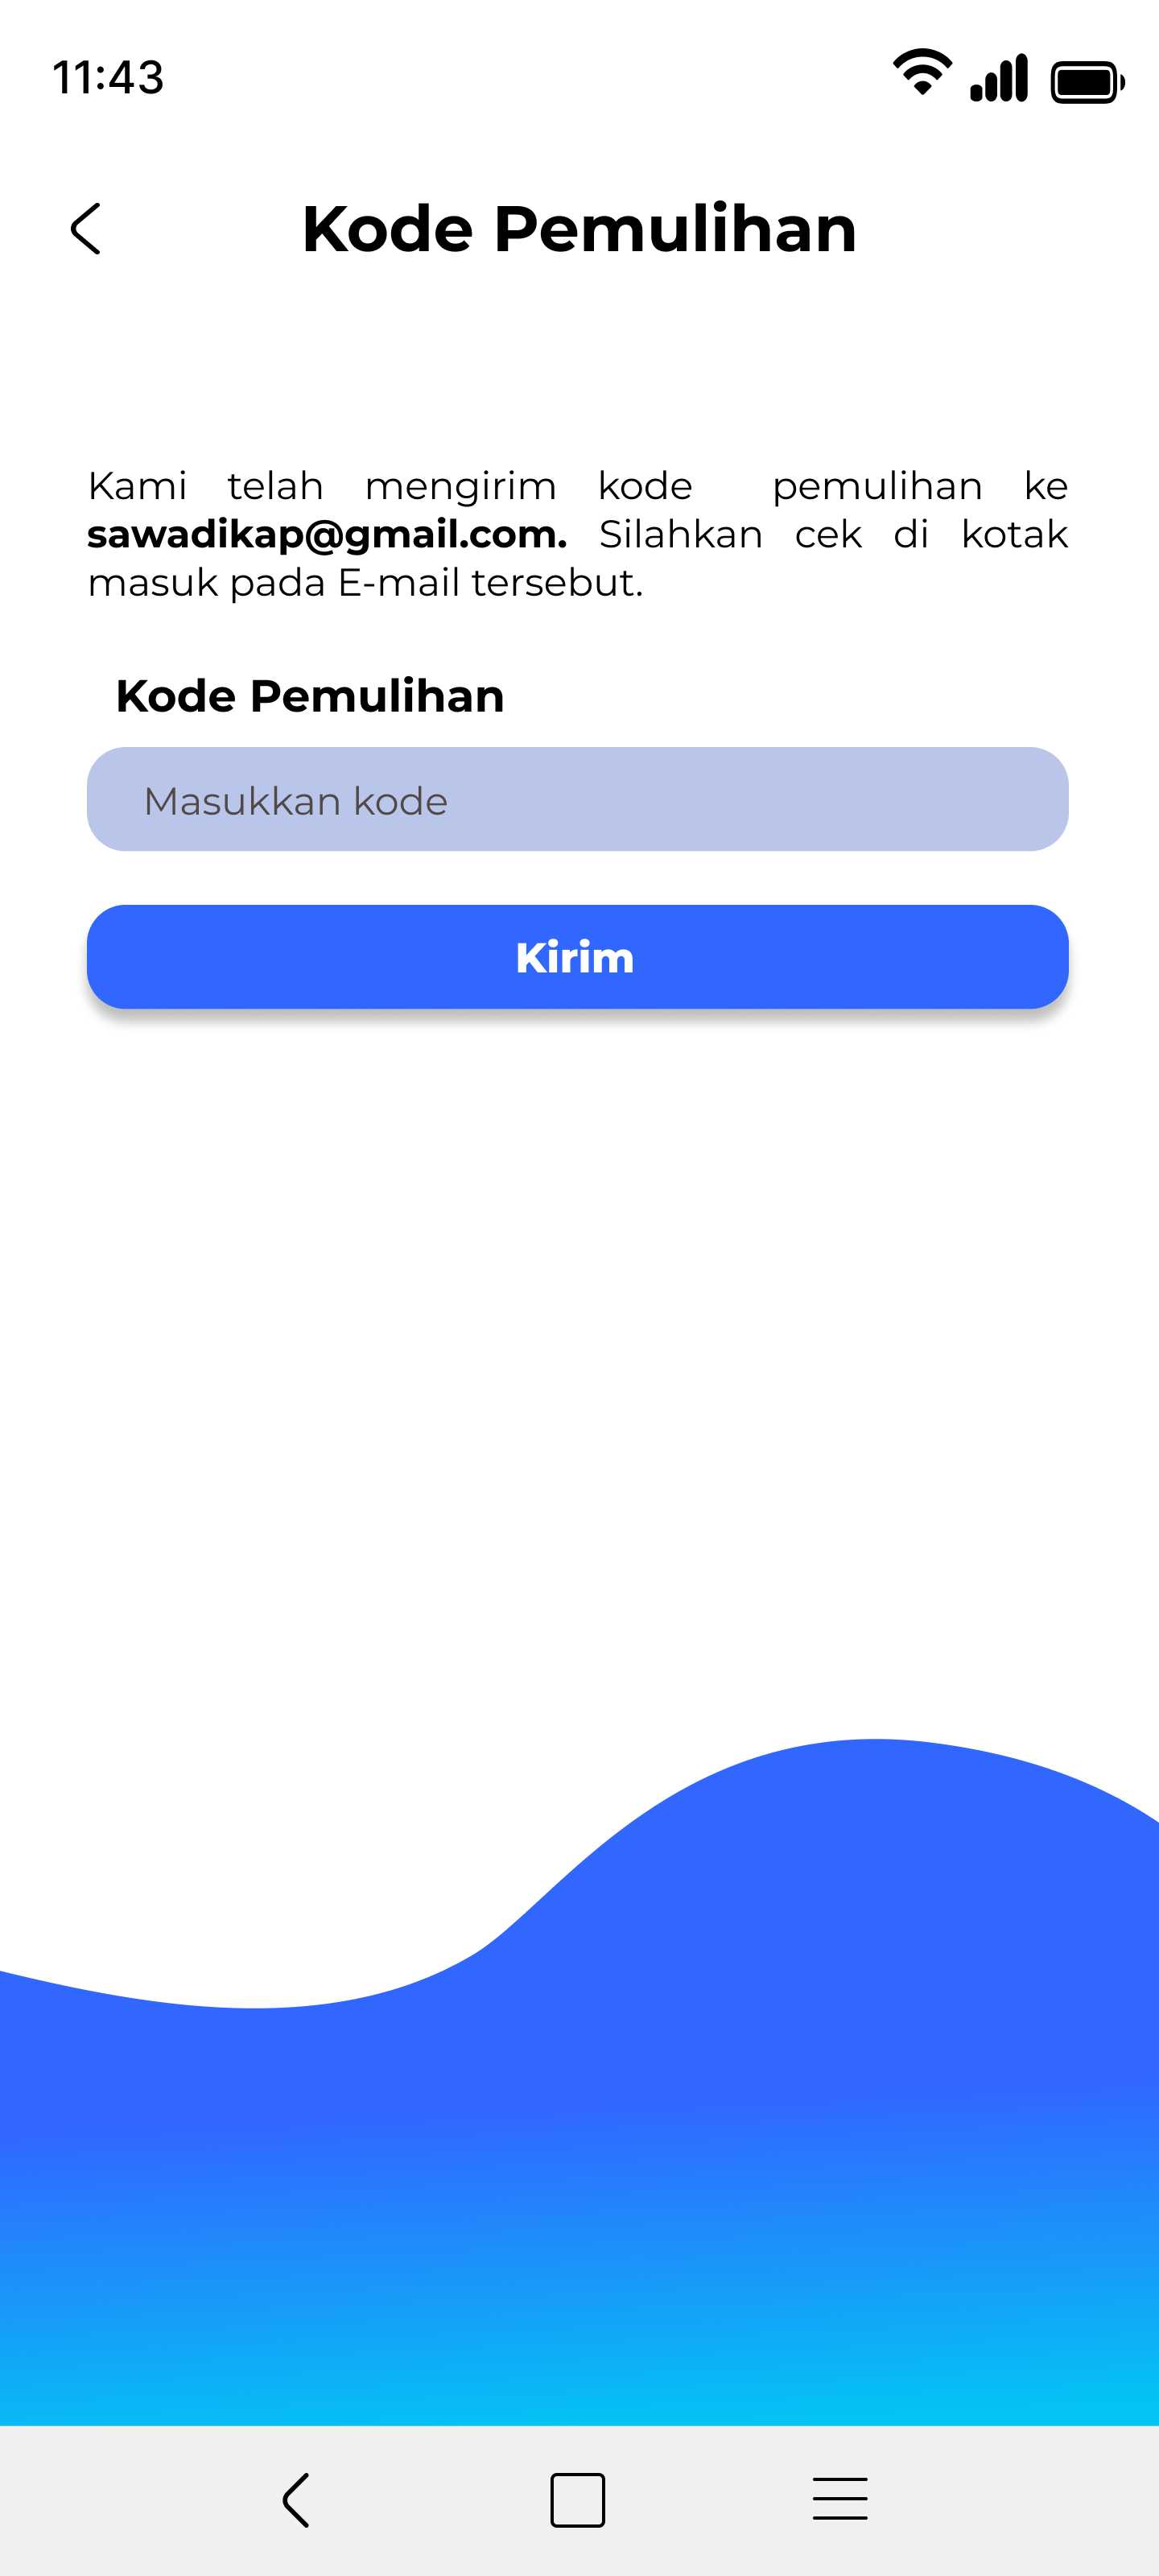 11:43
Kode Pemulihan
Kami telah mengirim kode pemulihan ke
sawadikap@gmail.com. Silahkan cek di kotak
masuk pada E-mail tersebut.
Kode Pemulihan
Masukkan kode
Kirim